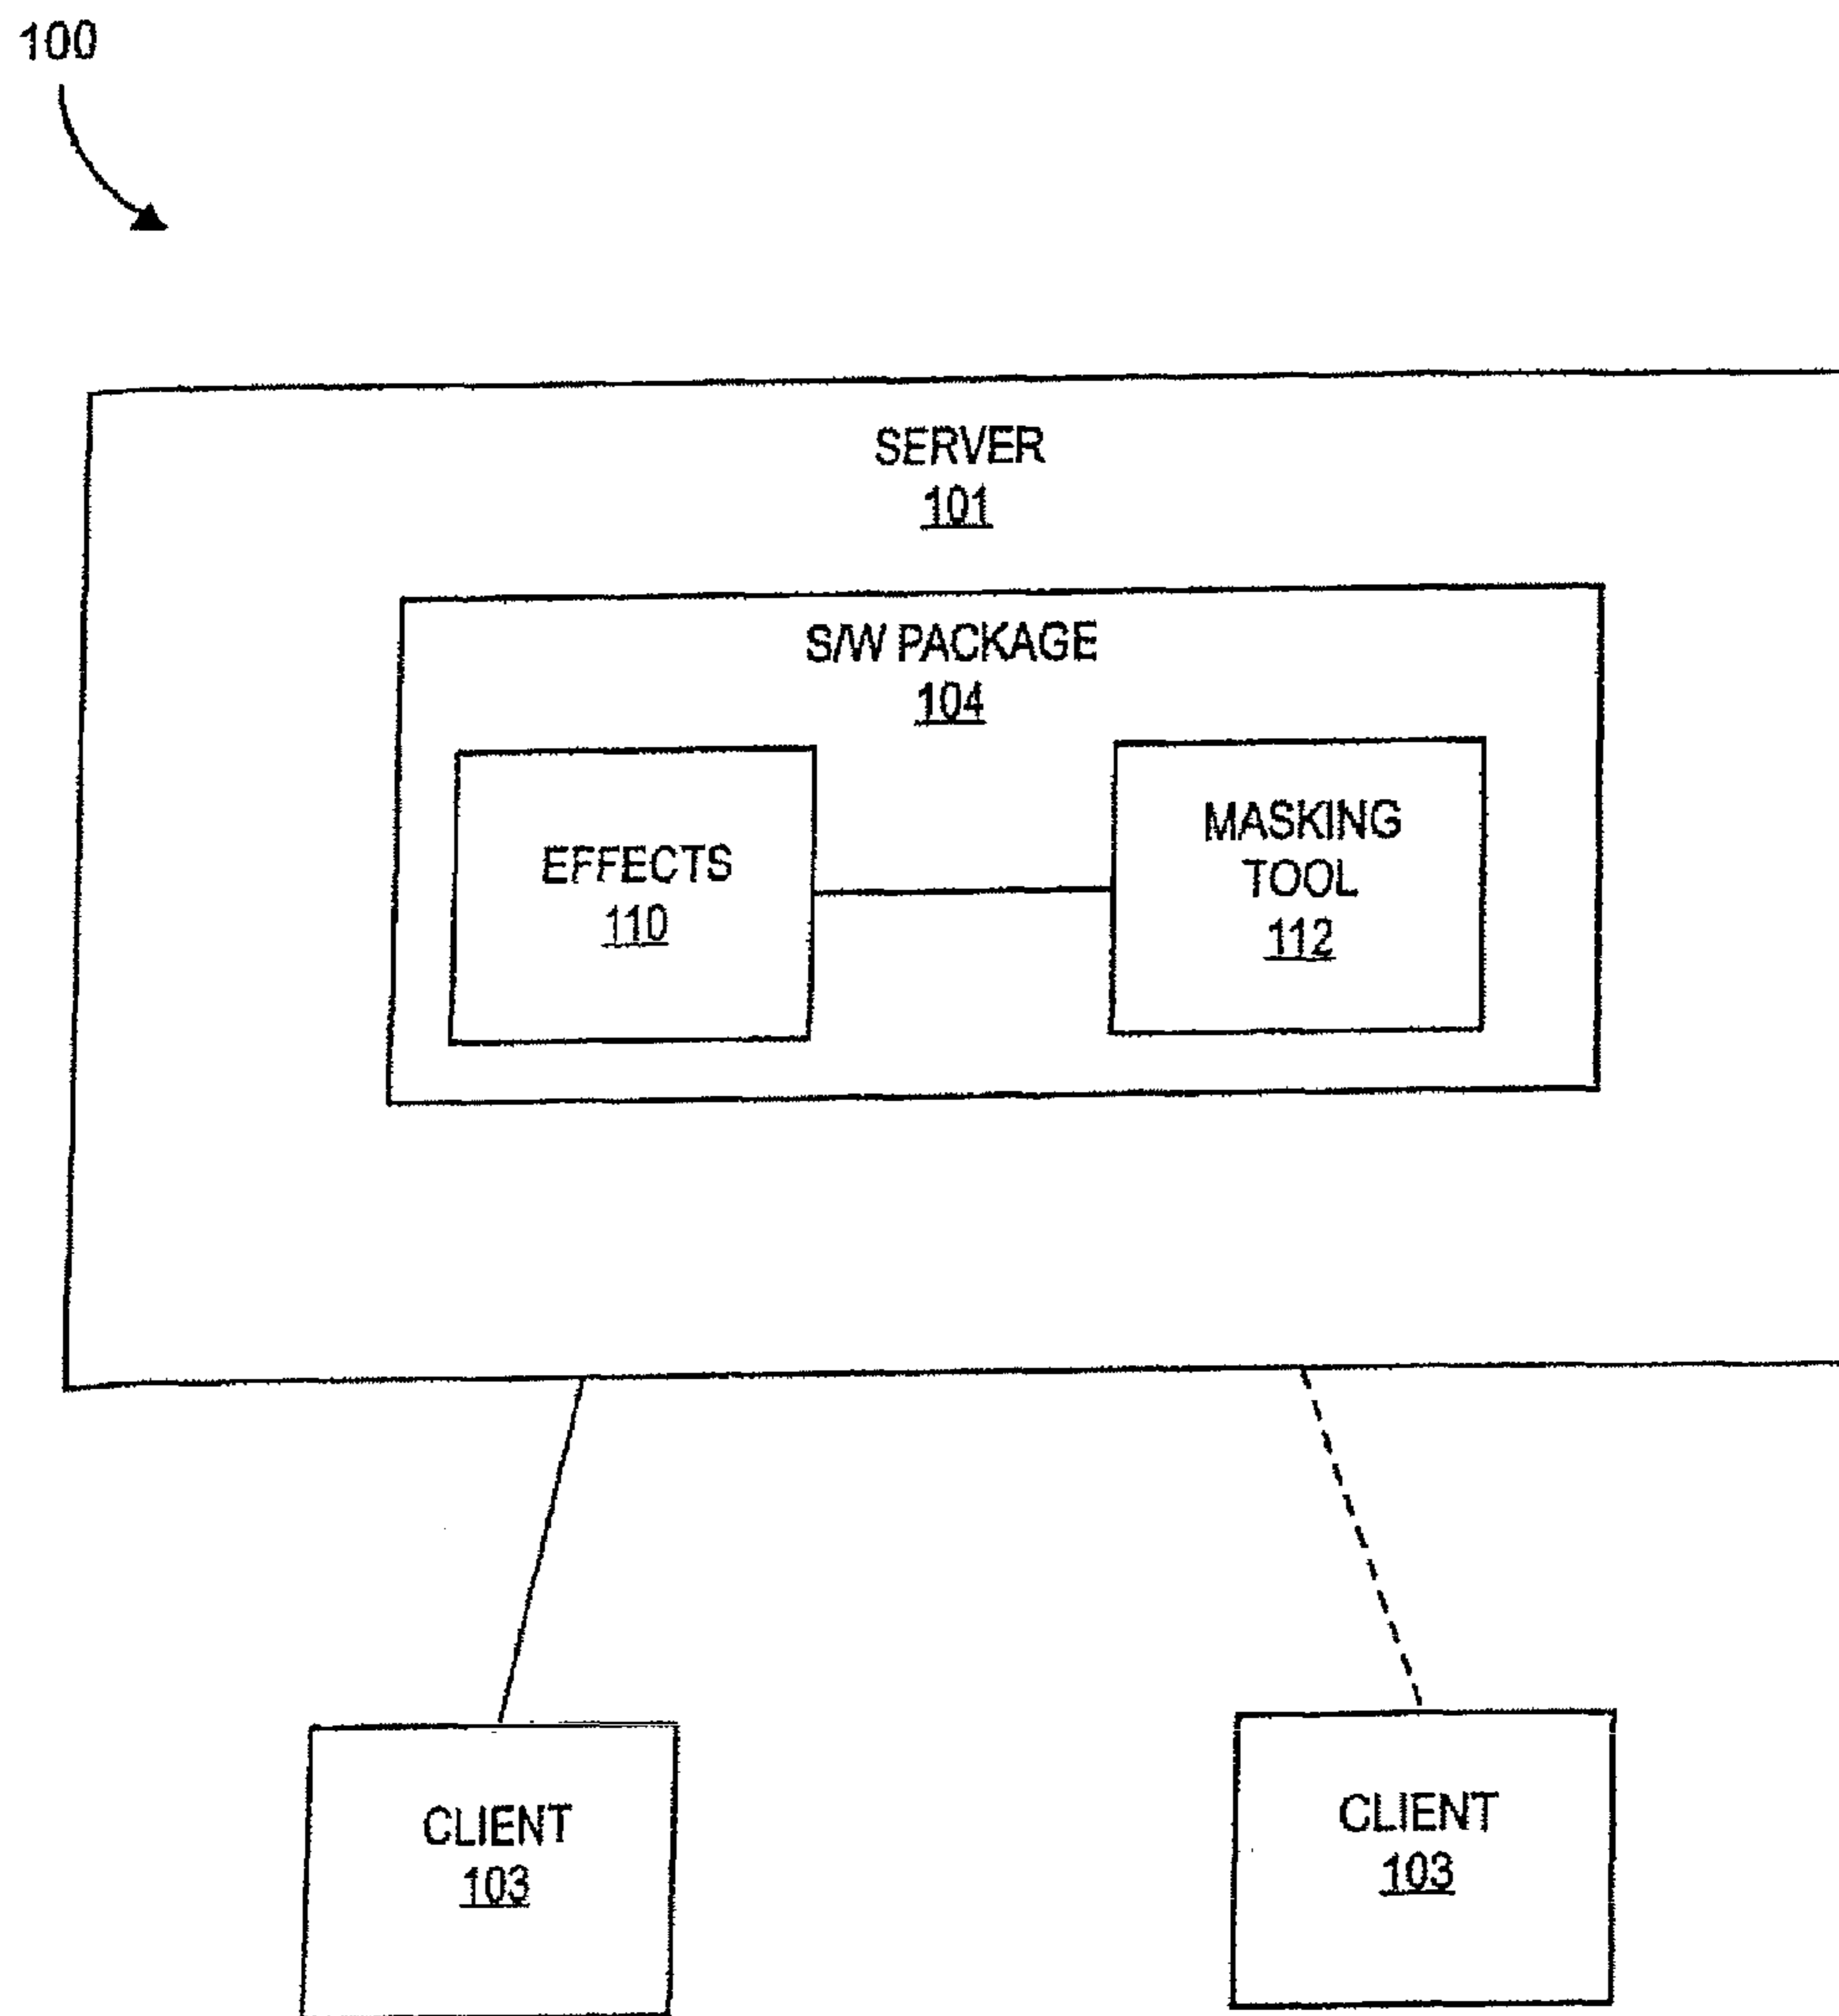 100
SERVER
101
S/W PACKAGE
104
EFFECTS
110
MASKING
TOOL
112
CLIENT
103
CLIENT
103